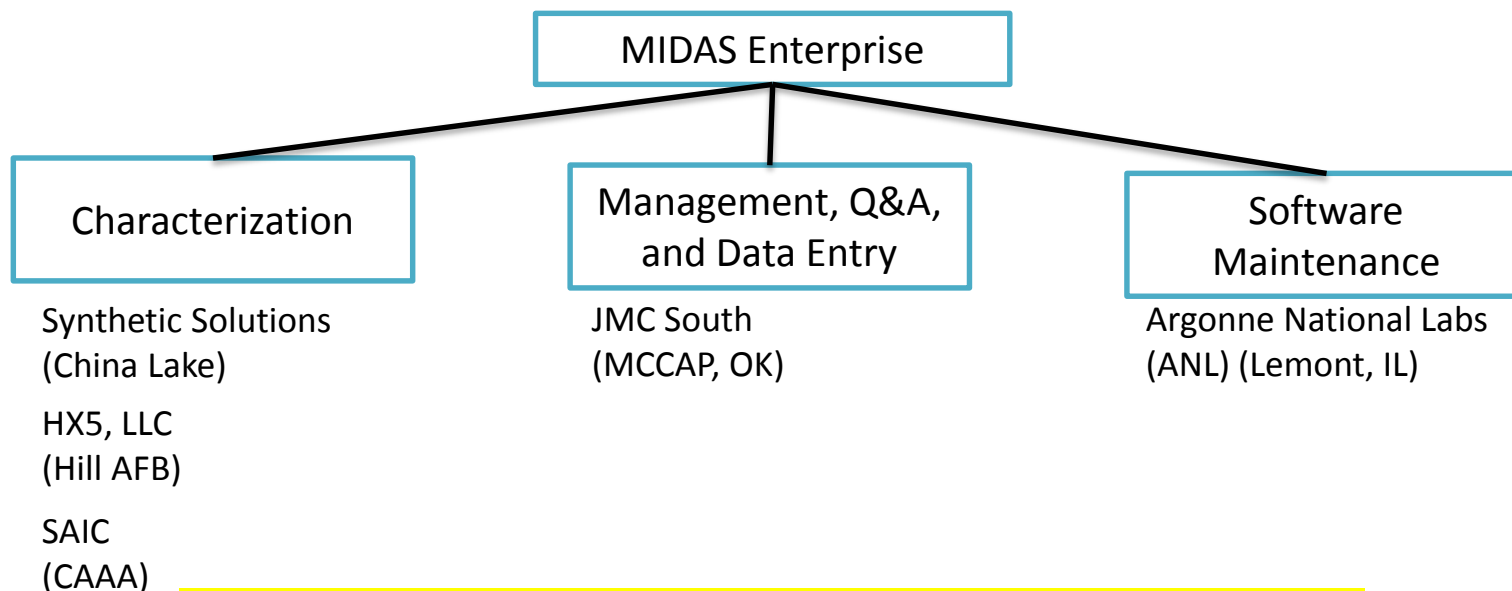 MIDAS Enterprise
Characterization
Management, Q&A,
and Data Entry
Software
Maintenance
Synthetic Solutions
(China Lake)
HX5, LLC
(Hill AFB)
SAIC
(CAAA)
JMC South
(MCCAP, OK)
Argonne National Labs
(ANL) (Lemont, IL)